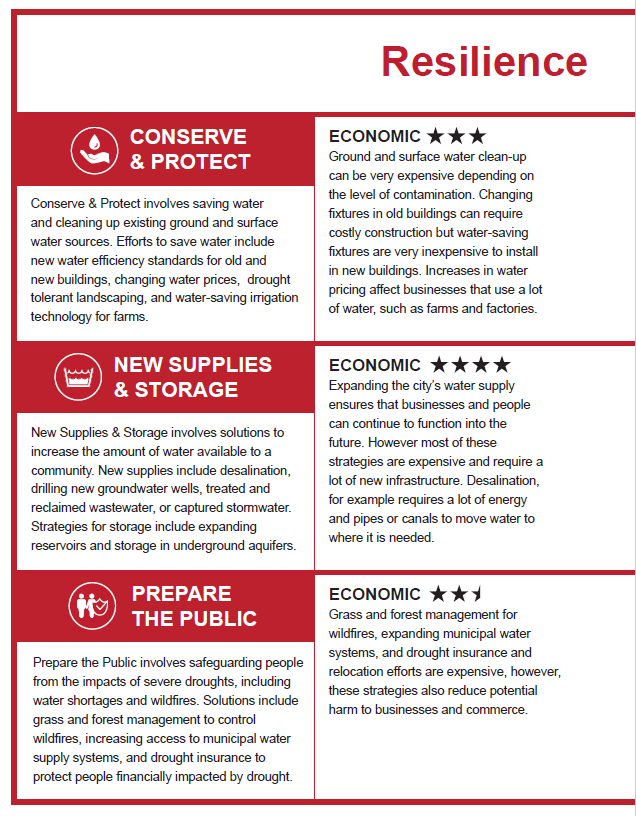 Resilience
CONSERVE
& PROTECT
Conserve & Protect involves saving water
and cleaning up existing ground and surface
water sources. Efforts to save water include
new water efficiency standards for old and
new buildings, changing water prices, drought
tolerant landscaping, and water-saving irrigation
technology for farms.
ECONOMIC ★★★
Ground and surface water clean-up
can be very expensive depending on
the level of contamination. Changing
fixtures in old buildings can require
costly construction but water-saving
fixtures are very inexpensive to install
in new buildings. Increases in water
pricing affect businesses that use a lot
of water, such as farms and factories.
NEW SUPPLIES
& STORAGE
New Supplies & Storage involves solutions to
increase the amount of water available to a
community. New supplies include desalination,
drilling new groundwater wells, treated and
reclaimed wastewater, or captured stormwater.
Strategies for storage include expanding
reservoirs and storage in underground aquifers.
ECONOMIC ★★★★
Expanding the city's water supply
ensures that businesses and people
can continue to function into the
future. However most of these
strategies are expensive and require a
lot of new infrastructure. Desalination,
for example requires a lot of energy
and pipes or canals to move water to
where it is needed.
PREPARE
THE PUBLIC
Prepare the Public involves safeguarding people
from the impacts of severe droughts, including
water shortages and wildfires. Solutions include
grass and forest management to control
wildfires, increasing access to municipal water
supply systems, and drought insurance to
protect people financially impacted by drought.
ECONOMIC ★★⯨
Grass and forest management for
wildfires, expanding municipal water
systems, and drought insurance and
relocation efforts are expensive, however,
these strategies also reduce potential
harm to businesses and commerce.